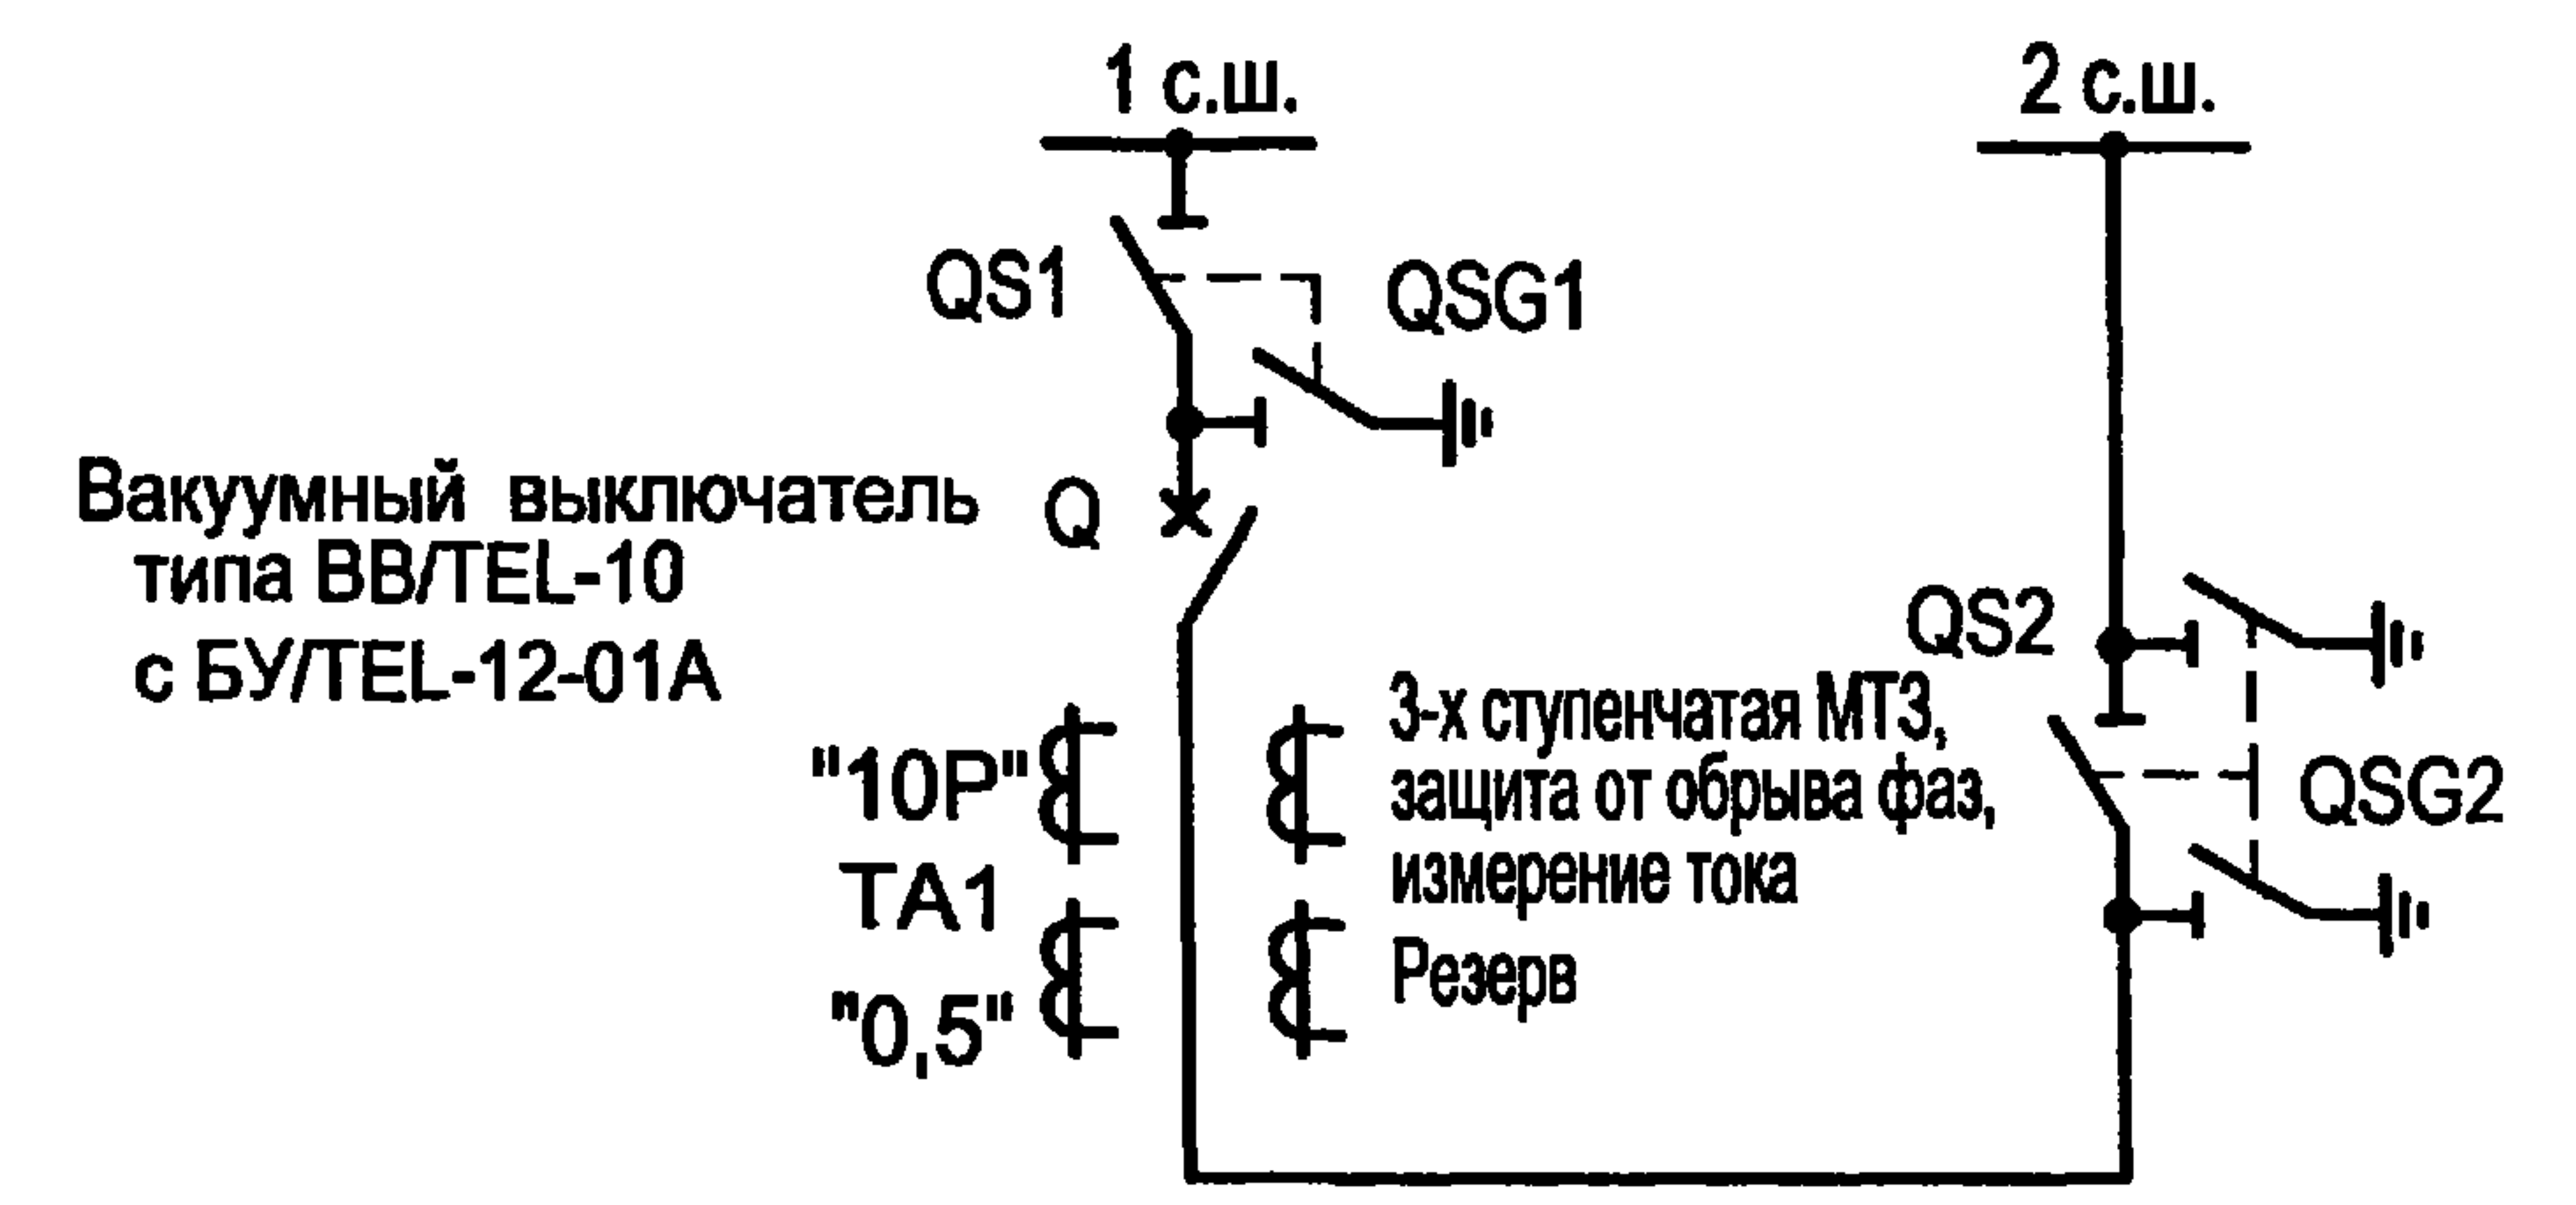 1 с.ш.
2 с.ш.
QS1
QSG1
Вакуумный выключатель
типа ВВ/TEL-10
с БУ/TEL-12-01А
Q
QS2
QSG2
"10Р"
ТА1
"0,5"
3-х ступенчатая МТЗ,
защита от обрыва фаз,
измерение тока
Резерв